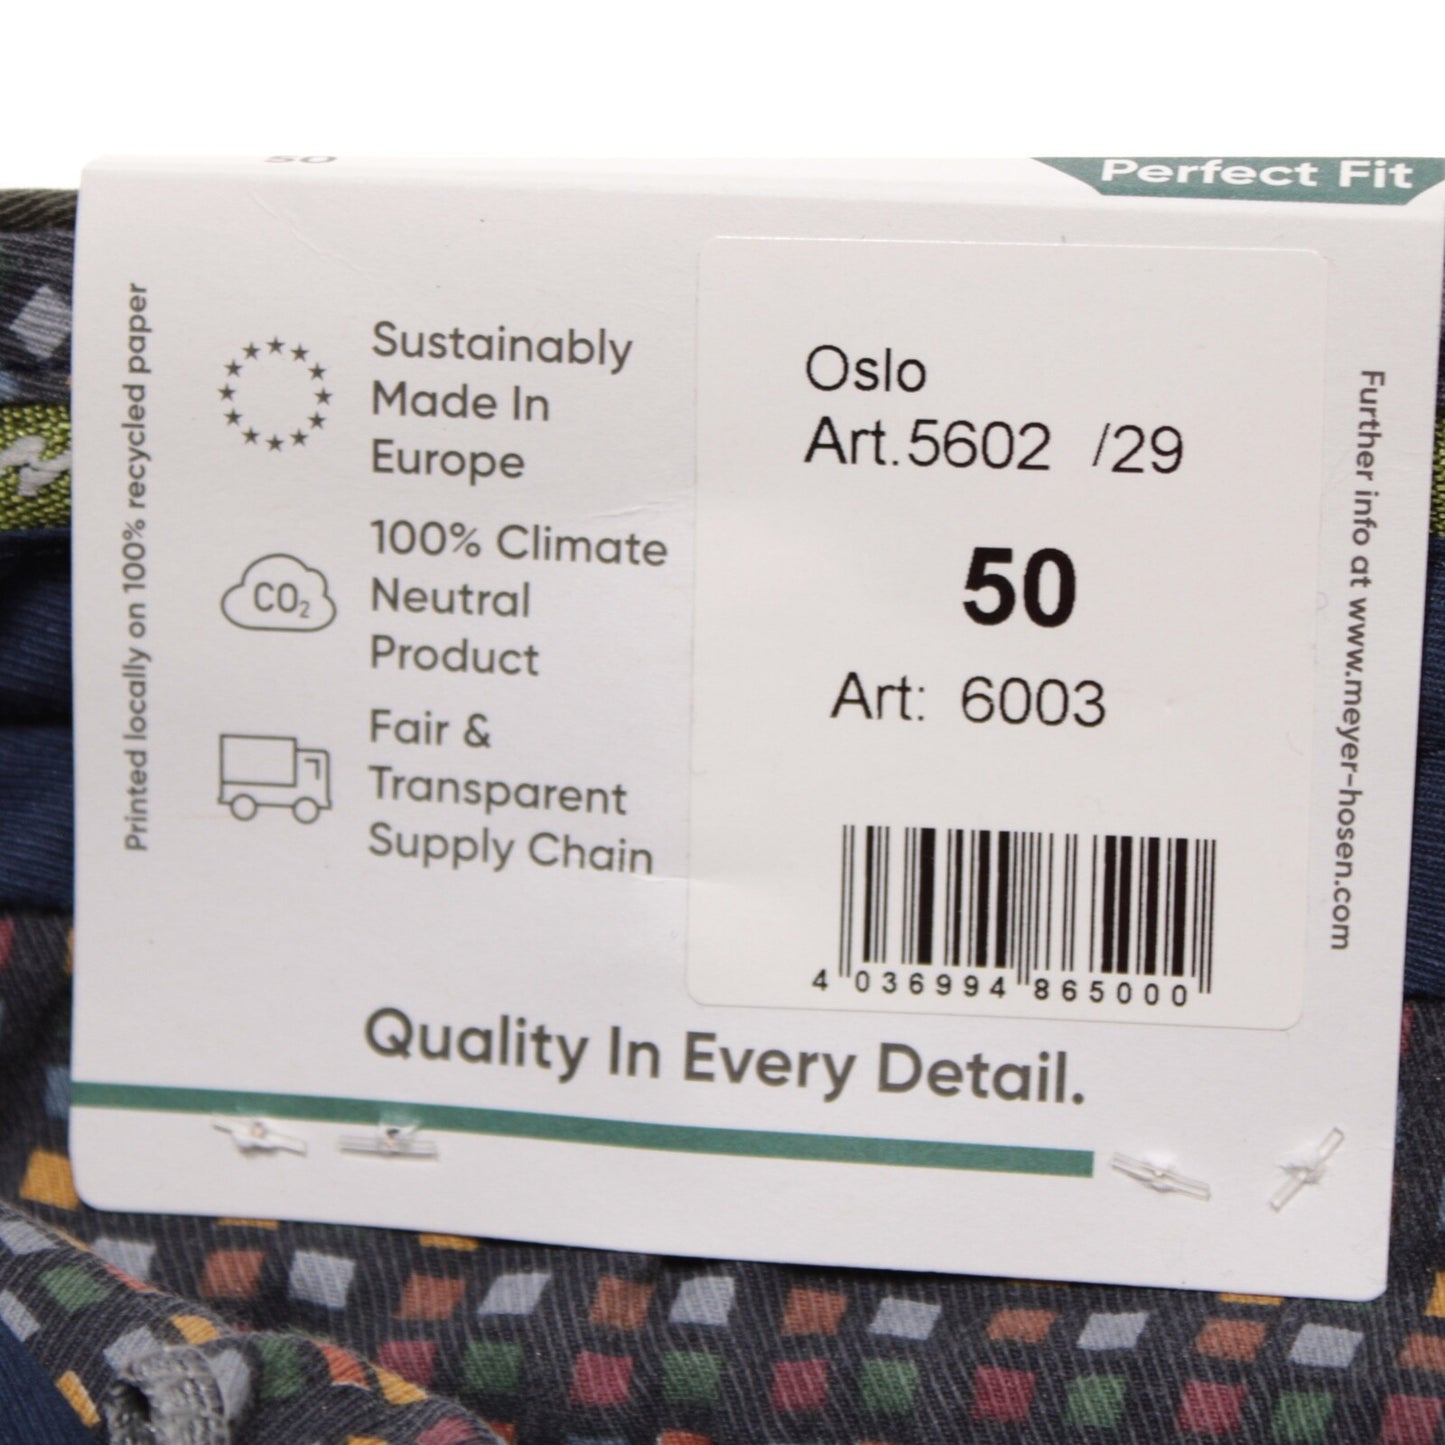 50
Perfect Fit
Printed locally on 100% recycled paper
Sustainably
Made In
Europe
CO₂
100% Climate
Neutral
Product
Fair &
Transparent
Supply Chain
Oslo
Art.5602 /29
50
Art: 6003
4 036994 865000
Further info at www.meyer-hosen.com
Quality In Every Detail.